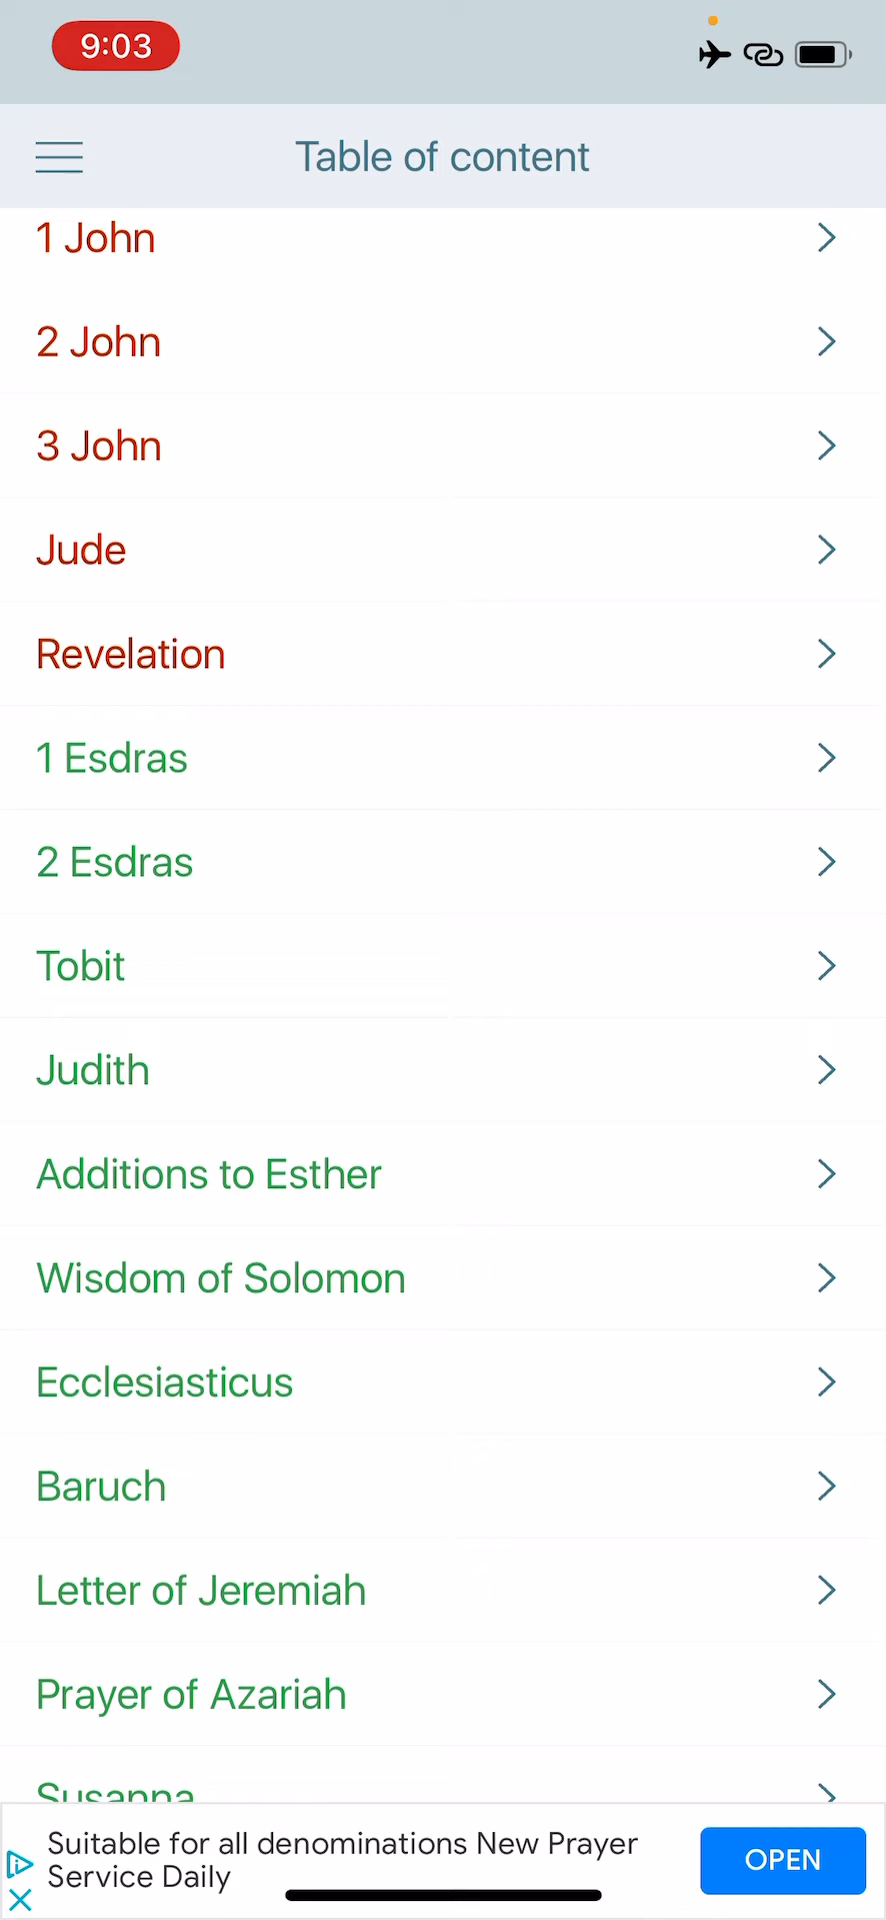 9:03
Table of content
1 John
2 John
3 John
Jude
Revelation
1 Esdras
2 Esdras
Tobit
Judith
Additions to Esther
Wisdom of Solomon
Ecclesiasticus
Baruch
Letter of Jeremiah
Prayer of Azariah
Susanna
Suitable for all denominations New Prayer
Service Daily
OPEN